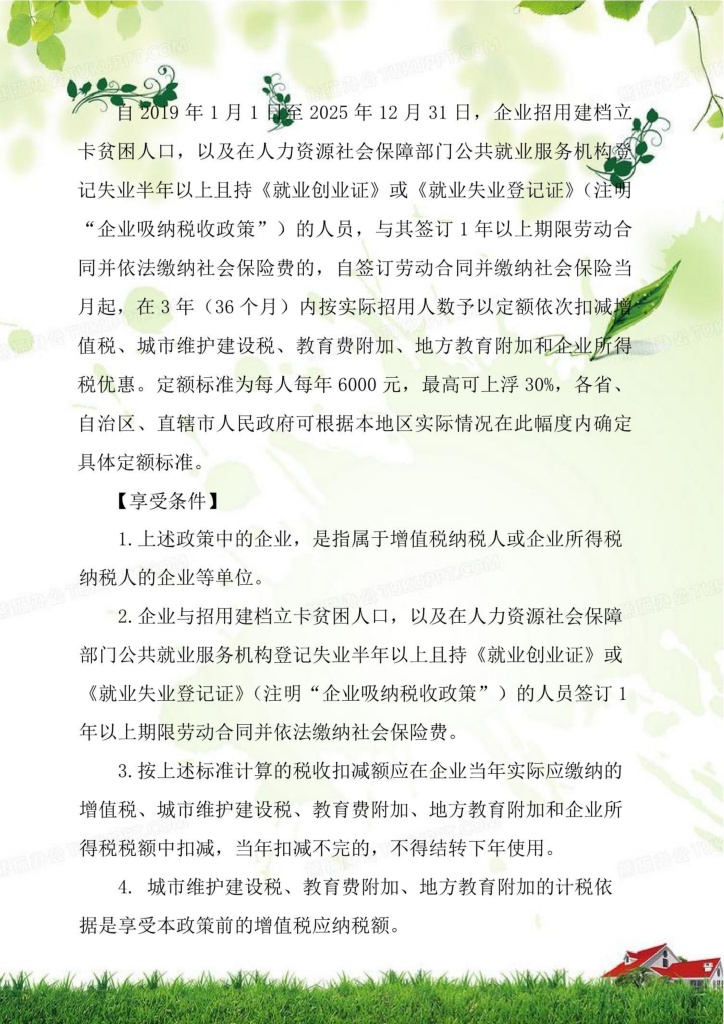 自 2019 年 1 月 1 日至 2025 年 12 月 31 日，企业招用建档立
卡贫困人口，以及在人力资源社会保障部门公共就业服务机构登
记失业半年以上且持《就业创业证》或《就业失业登记证》（注明
“企业吸纳税收政策”）的人员，与其签订 1 年以上期限劳动合
同并依法缴纳社会保险费的，自签订劳动合同并缴纳社会保险当
月起，在 3 年（36 个月）内按实际招用人数予以定额依次扣减增
值税、城市维护建设税、教育费附加、地方教育附加和企业所得
税优惠。定额标准为每人每年 6000 元，最高可上浮 30%，各省、
自治区、直辖市人民政府可根据本地区实际情况在此幅度内确定
具体定额标准。
【享受条件】
1.上述政策中的企业，是指属于增值税纳税人或企业所得税
纳税人的企业等单位。
2.企业与招用建档立卡贫困人口，以及在人力资源社会保障
部门公共就业服务机构登记失业半年以上且持《就业创业证》或
《就业失业登记证》（注明“企业吸纳税收政策”）的人员签订 1
年以上期限劳动合同并依法缴纳社会保险费。
3.按上述标准计算的税收扣减额应在企业当年实际应缴纳的
增值税、城市维护建设税、教育费附加、地方教育附加和企业所
得税税额中扣减，当年扣减不完的，不得结转下年使用。
4. 城市维护建设税、教育费附加、地方教育附加的计税依
据是享受本政策前的增值税应纳税额。